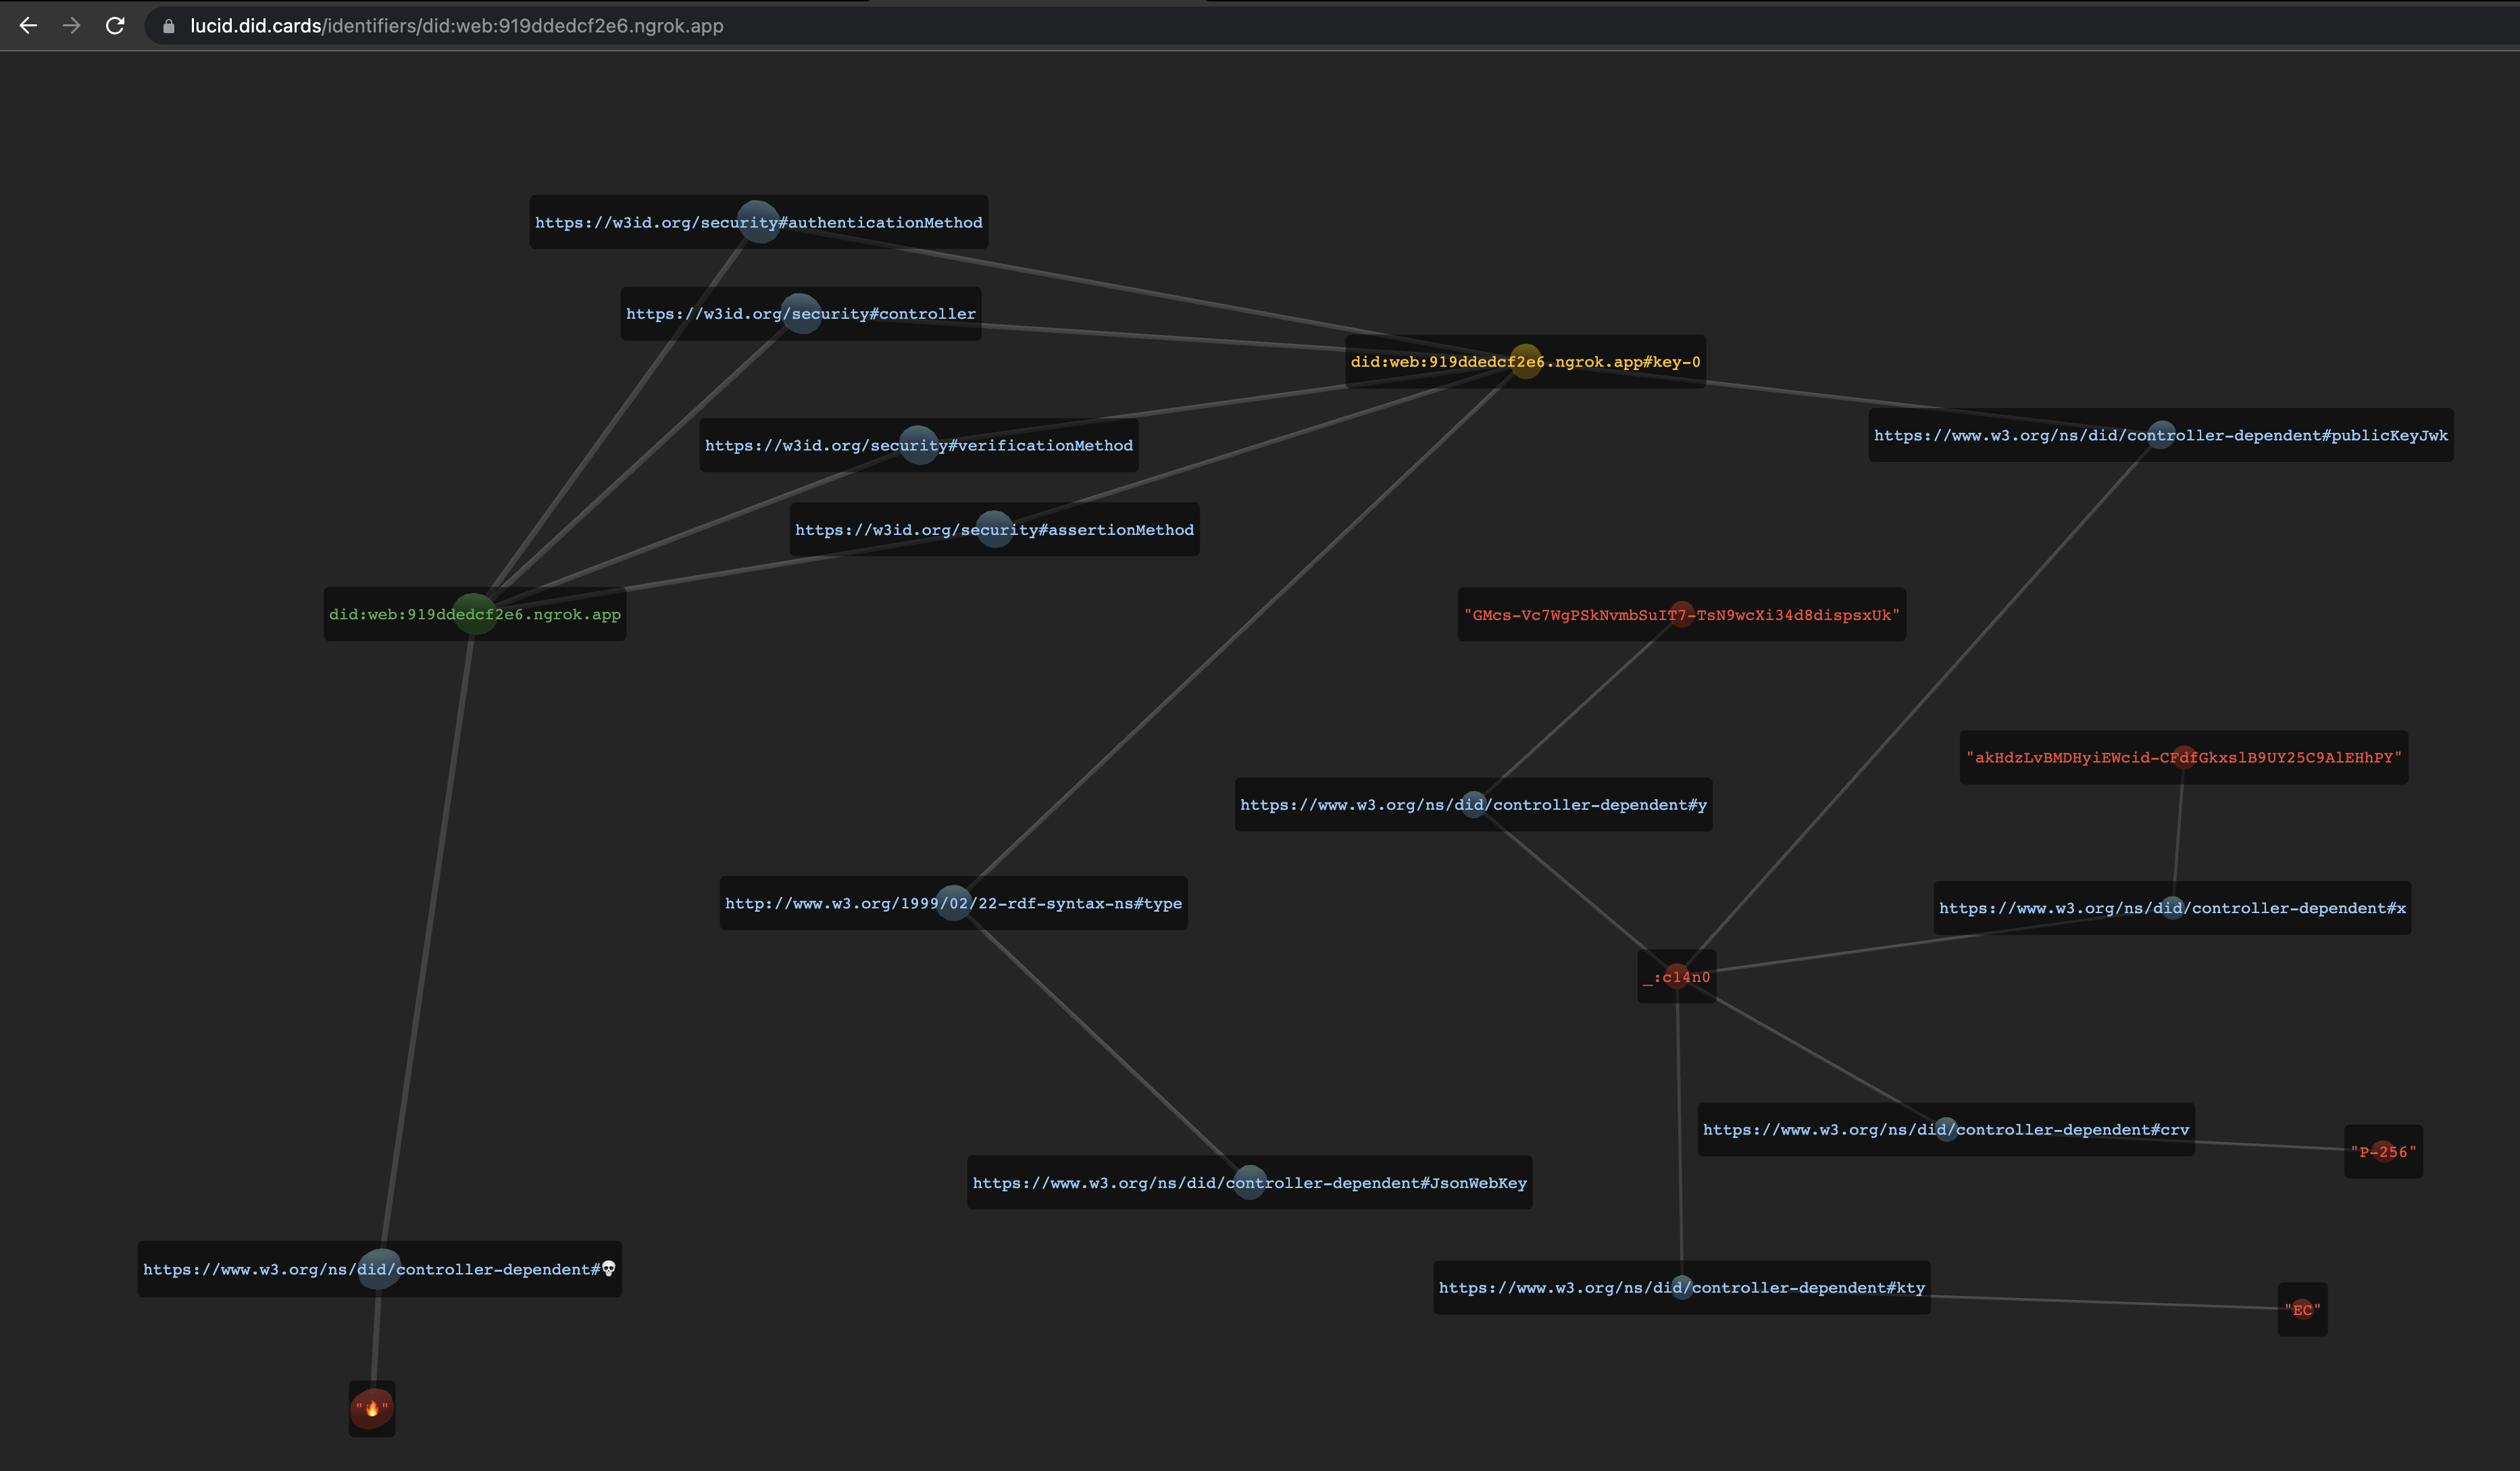 lucid.did.cards/identifiers/did:web:919ddedcf2e6.ngrok.app
https://w3id.org/security#authenticationMethod
https://w3id.org/security#controller
did:web:919ddedcf2e6.ngrok.app#key-0
https://w3id.org/security#verificationMethod
https://www.w3.org/ns/did/controller-dependent#publicKeyJwk
https://w3id.org/security#assertionMethod
did:web:919ddedcf2e6.ngrok.app
"GMcs-Vc7WgPSkNvmbSuIT7-TsN9wcXi34d8dispsxUk"
"akHdzLvBMDHyiEWcid-CFdfGkxslB9UY25C9AlEHhPY"
https://www.w3.org/ns/did/controller-dependent#y
http://www.w3.org/1999/02/22-rdf-syntax-ns#type
https://www.w3.org/ns/did/controller-dependent#x
_:c14n0
https://www.w3.org/ns/did/controller-dependent#crv
"P-256"
https://www.w3.org/ns/did/controller-dependent#JsonWebKey
https://www.w3.org/ns/did/controller-dependent#💀
https://www.w3.org/ns/did/controller-dependent#kty
"EC"
"🔥"